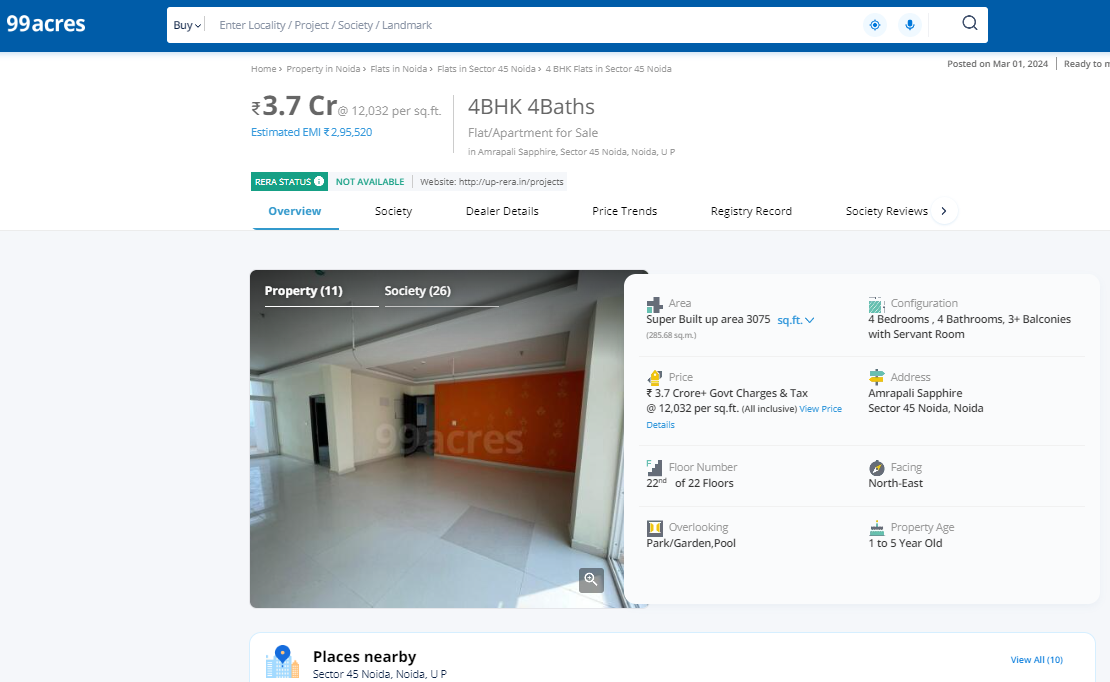 99acres
Buy
Enter Locality / Project / Society / Landmark
Home > Property in Noida > Flats in Noida > Flats in Sector 45 Noida > 4 BHK Flats in Sector 45 Noida
Posted on Mar 01, 2024 | Ready to m
₹3.7 Cr @ 12,032 per sq.ft.
Estimated EMI ₹2,95,520
4BHK 4Baths
Flat/Apartment for Sale
in Amrapali Sapphire, Sector 45 Noida, Noida, U P
RERA STATUS NOT AVAILABLE Website: http://up-rera.in/projects
Overview Society Dealer Details Price Trends Registry Record Society Reviews
Property (11) Society (26)
99acres
Area
Super Built up area 3075 sq.ft.
(285.68 sq.m.)
Configuration
4 Bedrooms , 4 Bathrooms, 3+ Balconies
with Servant Room
Price
₹ 3.7 Crore+ Govt Charges & Tax
@ 12,032 per sq.ft. (All inclusive) View Price
Details
Address
Amrapali Sapphire
Sector 45 Noida, Noida
Floor Number
22nd of 22 Floors
Facing
North-East
Overlooking
Park/Garden,Pool
Property Age
1 to 5 Year Old
Places nearby
Sector 45 Noida, Noida, U P
View All (10)